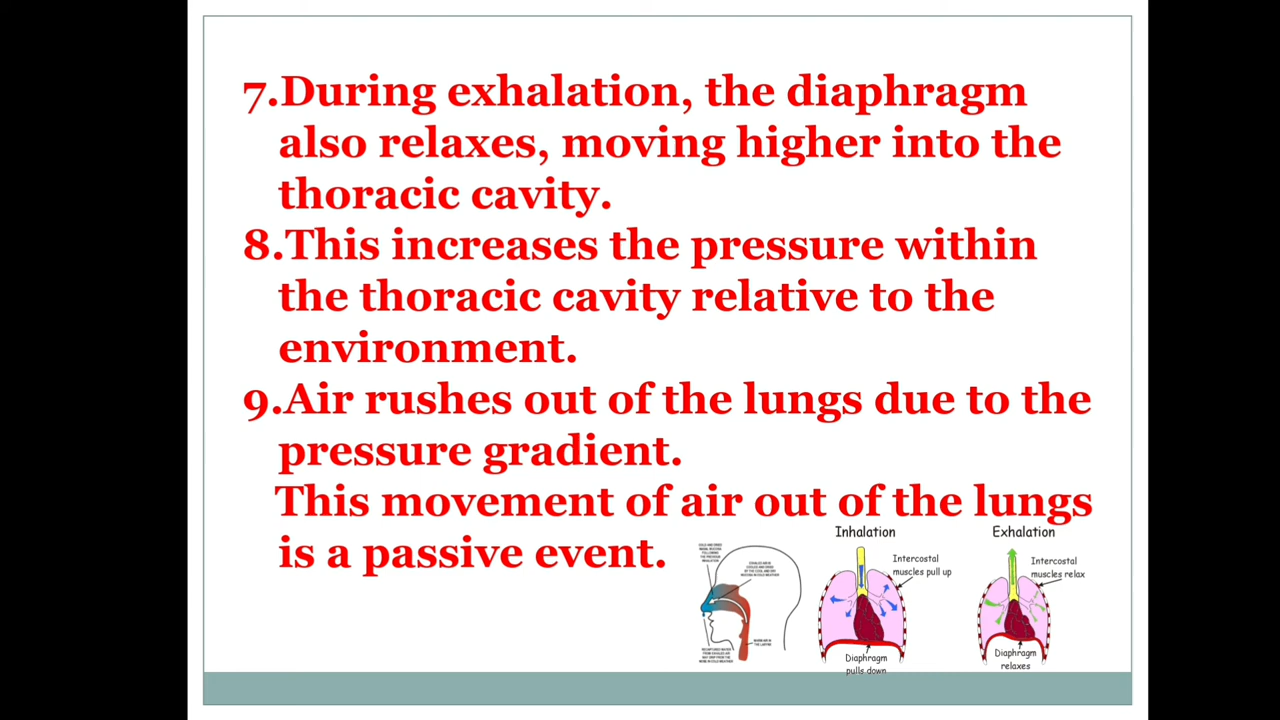 7.During exhalation, the diaphragm
also relaxes, moving higher into the
thoracic cavity.
8.This increases the pressure within
the thoracic cavity relative to the
environment.
9.Air rushes out of the lungs due to the
pressure gradient.
This movement of air out of the lungs
is a passive event.
Inhalation
Intercostal
muscles pull up
Diaphragm
pulls down
Exhalation
Intercostal
muscles relax
Diaphragm
relaxes